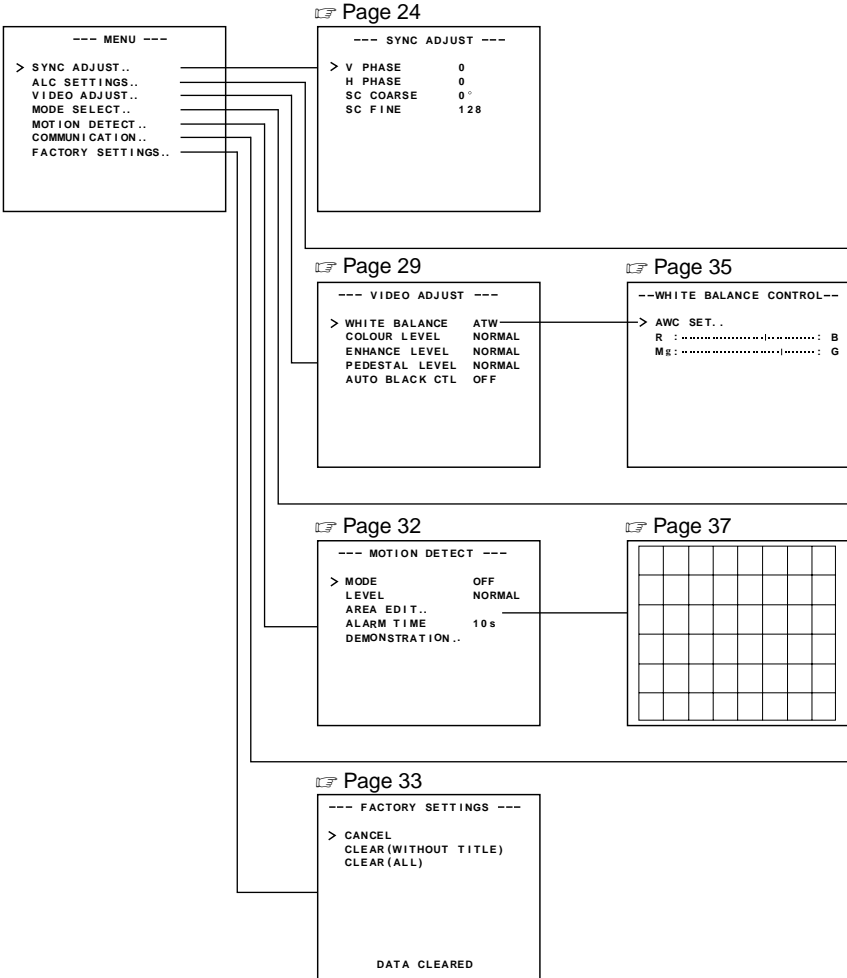 ☞ Page 24
--- MENU ---
> SYNC ADJUST..
ALC SETTINGS..
VIDEO ADJUST..
MODE SELECT..
MOTION DETECT..
COMMUNICATION..
FACTORY SETTINGS..
--- SYNC ADJUST ---
> V PHASE 0
H PHASE 0
SC COARSE 0°
SC FINE 128
☞ Page 29
--- VIDEO ADJUST ---
> WHITE BALANCE ATW
COLOUR LEVEL NORMAL
ENHANCE LEVEL NORMAL
PEDESTAL LEVEL NORMAL
AUTO BLACK CTL OFF
☞ Page 35
--WHITE BALANCE CONTROL--
> AWC SET..
R : : B
Mg: : G
☞ Page 32
--- MOTION DETECT ---
> MODE OFF
LEVEL NORMAL
AREA EDIT..
ALARM TIME 10s
DEMONSTRATION..
☞ Page 37
☞ Page 33
--- FACTORY SETTINGS ---
> CANCEL
CLEAR(WITHOUT TITLE)
CLEAR(ALL)
DATA CLEARED